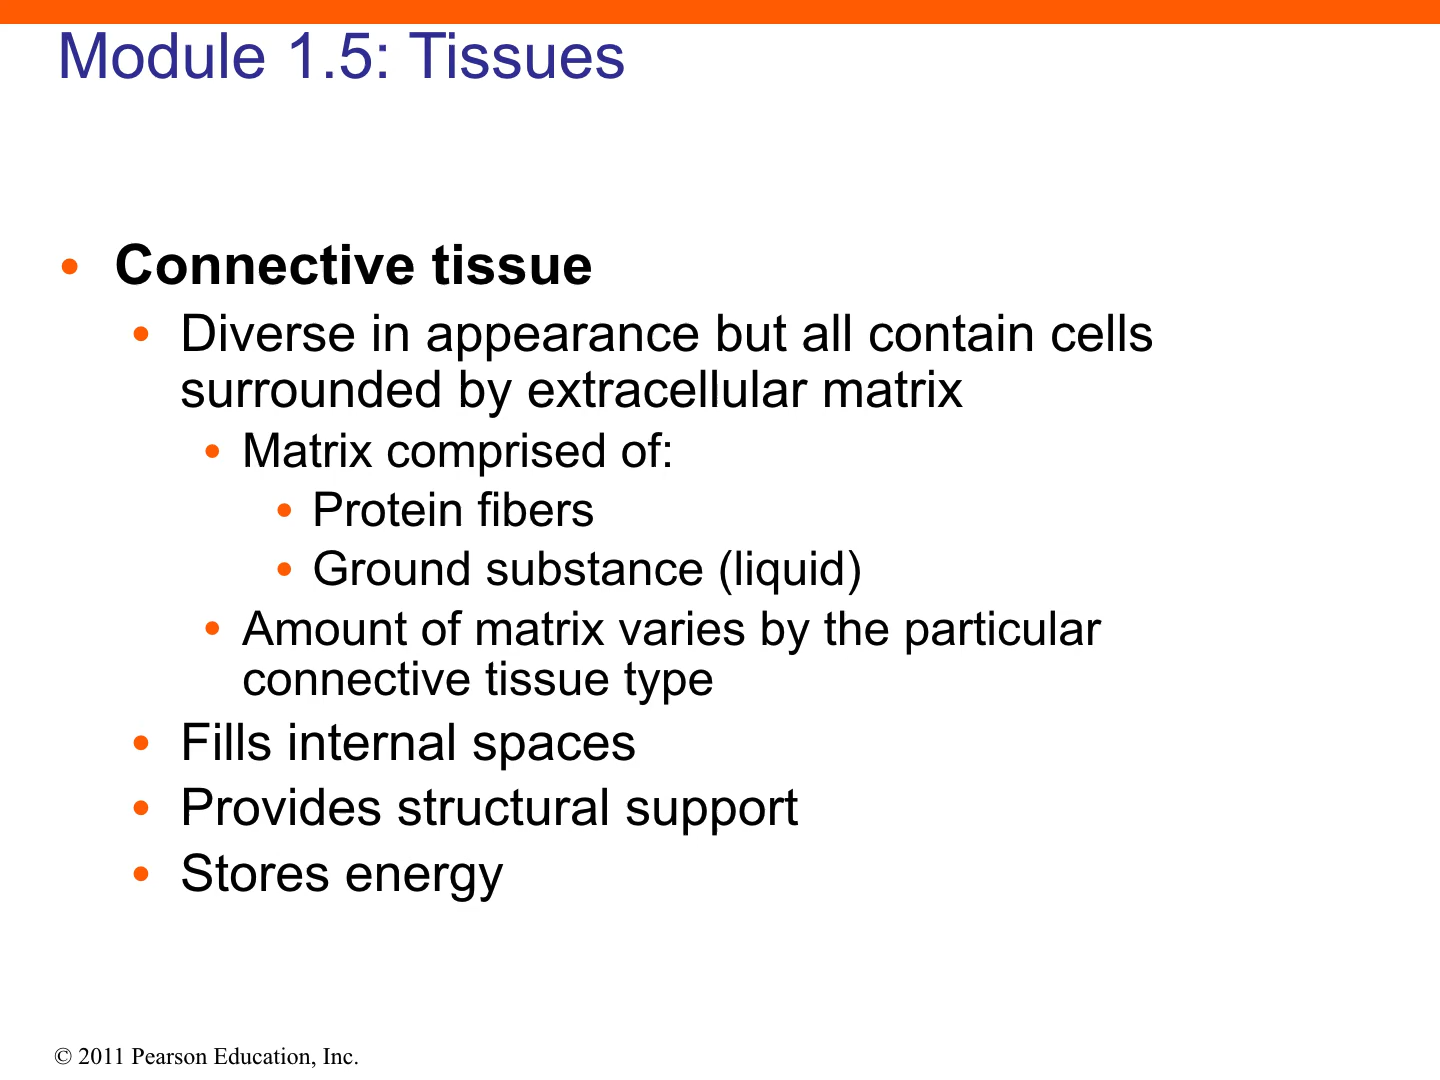 Module 1.5: Tissues
• Connective tissue
• Diverse in appearance but all contain cells
surrounded by extracellular matrix
• Matrix comprised of:
• Protein fibers
• Ground substance (liquid)
• Amount of matrix varies by the particular
connective tissue type
• Fills internal spaces
• Provides structural support
• Stores energy
© 2011 Pearson Education, Inc.